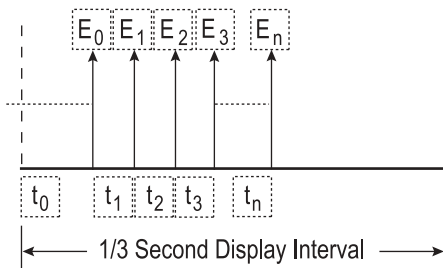 E₀ E₁ E₂ E₃ Eₙ
t₀ t₁ t₂ t₃ tₙ
1/3 Second Display Interval